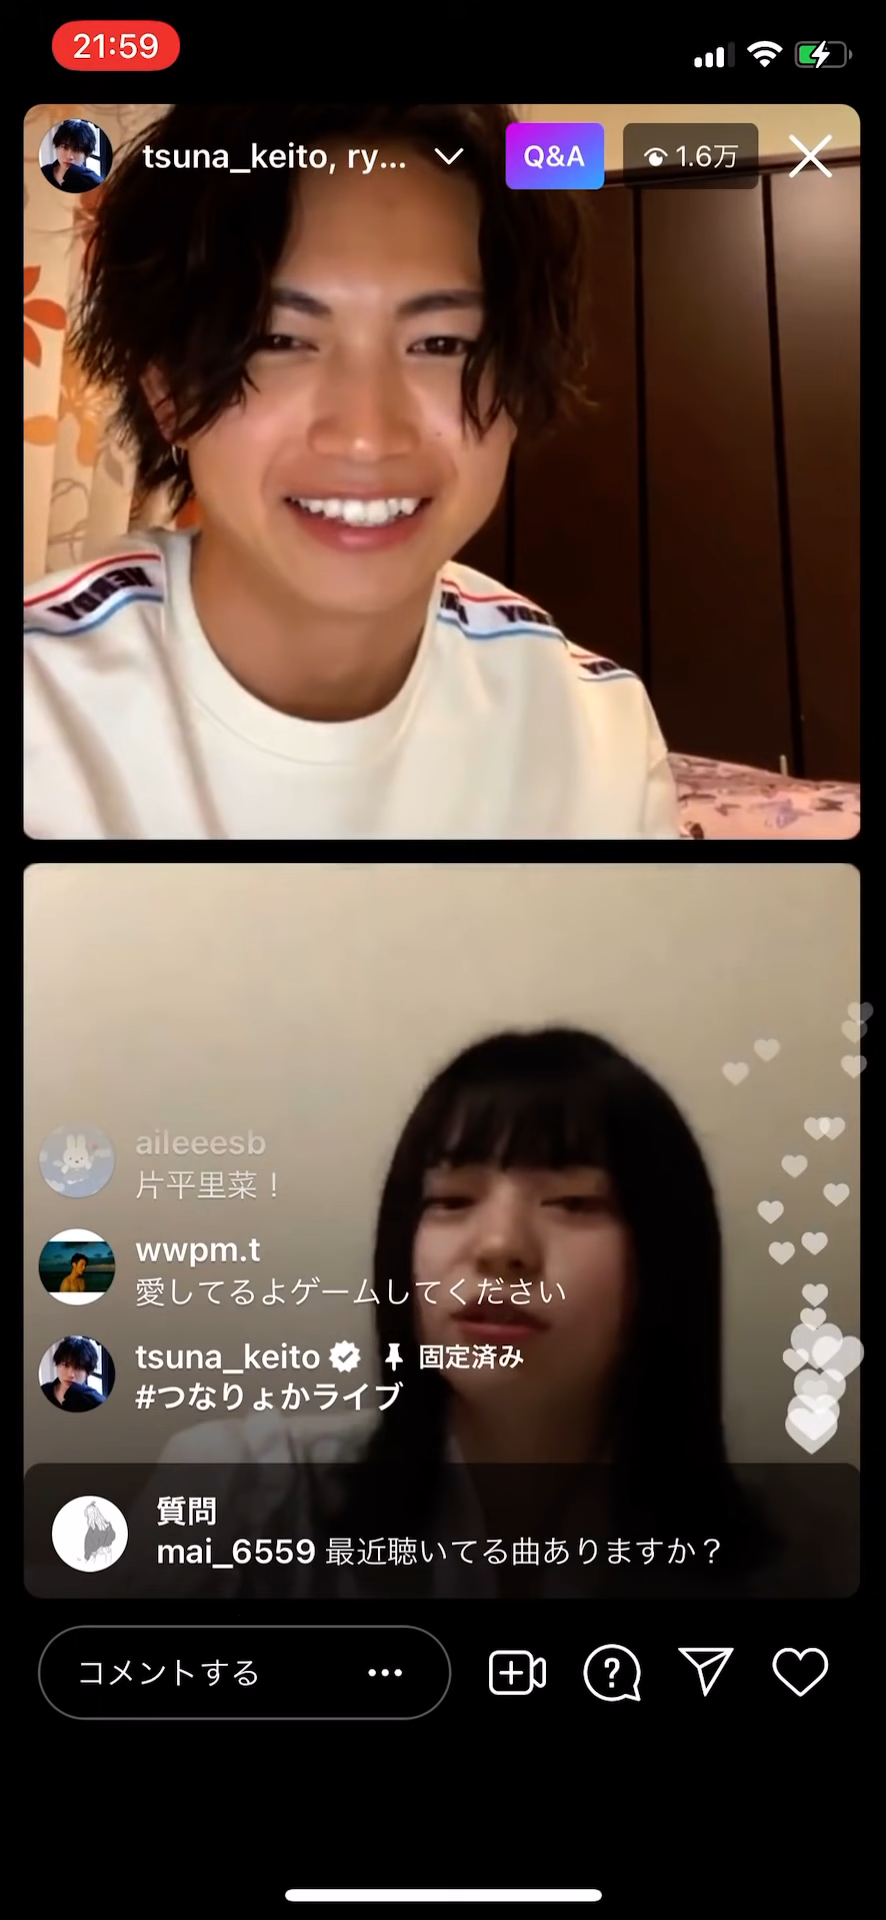 21:59
tsuna_keito, ry...
Q&A
1.6万
aileeesb
片平里菜！
wwpm.t
愛してるよゲームしてください
tsuna_keito 固定済み
#つなりょかライブ
質問
mai_6559 最近聴いてる曲ありますか？
コメントする